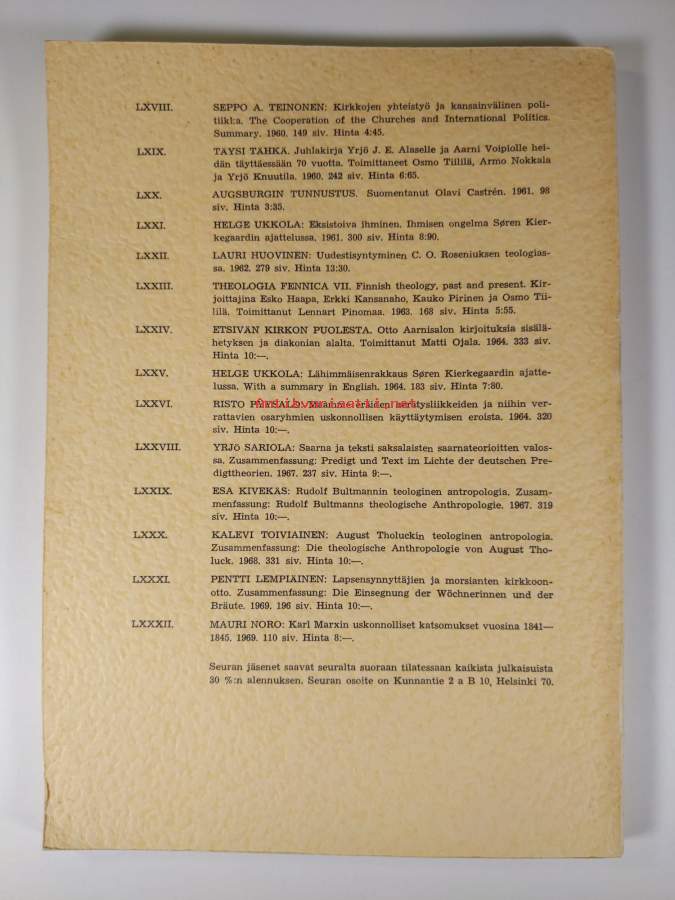 LXVIII. SEPPO A. TEINONEN: Kirkkojen yhteistyö ja kansainvälinen poli-
tiikka. The Cooperation of the Churches and International Politics.
Summary. 1960. 149 siv. Hinta 4:45.
LXIX. TÄYSI TÄHKÄ. Juhlakirja Yrjö J. E. Alaselle ja Aarni Voipiolle hei-
dän täyttäessään 70 vuotta. Toimittaneet Osmo Tiililä, Armo Nokkala
ja Yrjö Knuutila. 1960. 242 siv. Hinta 6:65.
LXX. AUGSBURGIN TUNNUSTUS. Suomentanut Olavi Castrén. 1961. 98
siv. Hinta 3:35.
LXXI. HELGE UKKOLA: Eksistoiva ihminen. Ihmisen ongelma Søren Kier-
kegaardin ajattelussa. 1961. 300 siv. Hinta 8:90.
LXXII. LAURI HUOVINEN: Uudestisyntyminen C. O. Roseniuksen teologias-
sa. 1962. 279 siv. Hinta 13:30.
LXXIII. THEOLOGIA FENNICA VII. Finnish theology, past and present. Kir-
joittajina Esko Haapa, Erkki Kansanaho, Kauko Pirinen ja Osmo Tii-
lilä. Toimittanut Lennart Pinomaa. 1963. 168 siv. Hinta 5:55.
LXXIV. ETSIVÄN KIRKON PUOLESTA. Otto Aarnisalon kirjoituksia sisälä-
hetyksen ja diakonian alalta. Toimittanut Matti Ojala. 1964. 333 siv.
Hinta 10:—.
LXXV. HELGE UKKOLA: Lähimmäisenrakkaus Søren Kierkegaardin ajatte-
lussa. With a summary in English. 1964. 183 siv. Hinta 7:80.
LXXVI. RISTO herätysliikkeiden ja niihin ver-
rattavien osaryhmien uskonnollisen käyttäytymisen eroista. 1964. 320
siv. Hinta 10:—.
Antikvariaatti.net
LXXVIII. YRJÖ SARIOLA: Saarna ja teksti saksalaisten saarnateorioitten valos-
sa. Zusammenfassung: Predigt und Text im Lichte der deutschen Pre-
digttheorien. 1967. 237 siv. Hinta 9:—.
LXXIX. ESA KIVEKÄS: Rudolf Bultmannin teologinen antropologia. Zusam-
menfassung: Rudolf Bultmanns theologische Anthropologie. 1967. 319
siv. Hinta 10:—.
LXXX. KALEVI TOIVIAINEN: August Tholuckin teologinen antropologia.
Zusammenfassung: Die theologische Anthropologie von August Tho-
luck. 1968. 331 siv. Hinta 10:—.
LXXXI. PENTTI LEMPIÄINEN: Lapsensynnyttäjien ja morsianten kirkkoon-
otto. Zusammenfassung: Die Einsegnung der Wöchnerinnen und der
Bräute. 1969. 196 siv. Hinta 10:—.
LXXXII. MAURI NORO: Karl Marxin uskonnolliset katsomukset vuosina 1841—
1845. 1969. 110 siv. Hinta 8:—.
Seuran jäsenet saavat seuralta suoraan tilatessaan kaikista julkaisuista
30 %:n alennuksen. Seuran osoite on Kunnantie 2 a B 10, Helsinki 70.